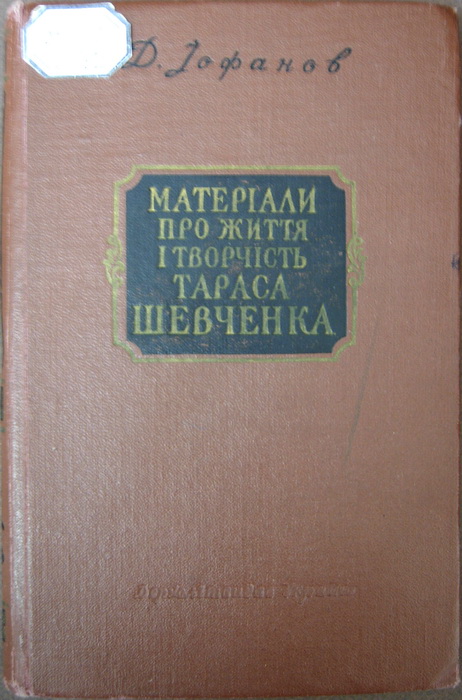 Д. Іофанов
МАТЕРІАЛИ
ПРО ЖИТТЯ
І ТВОРЧІСТЬ
ТАРАСА
ШЕВЧЕНКА